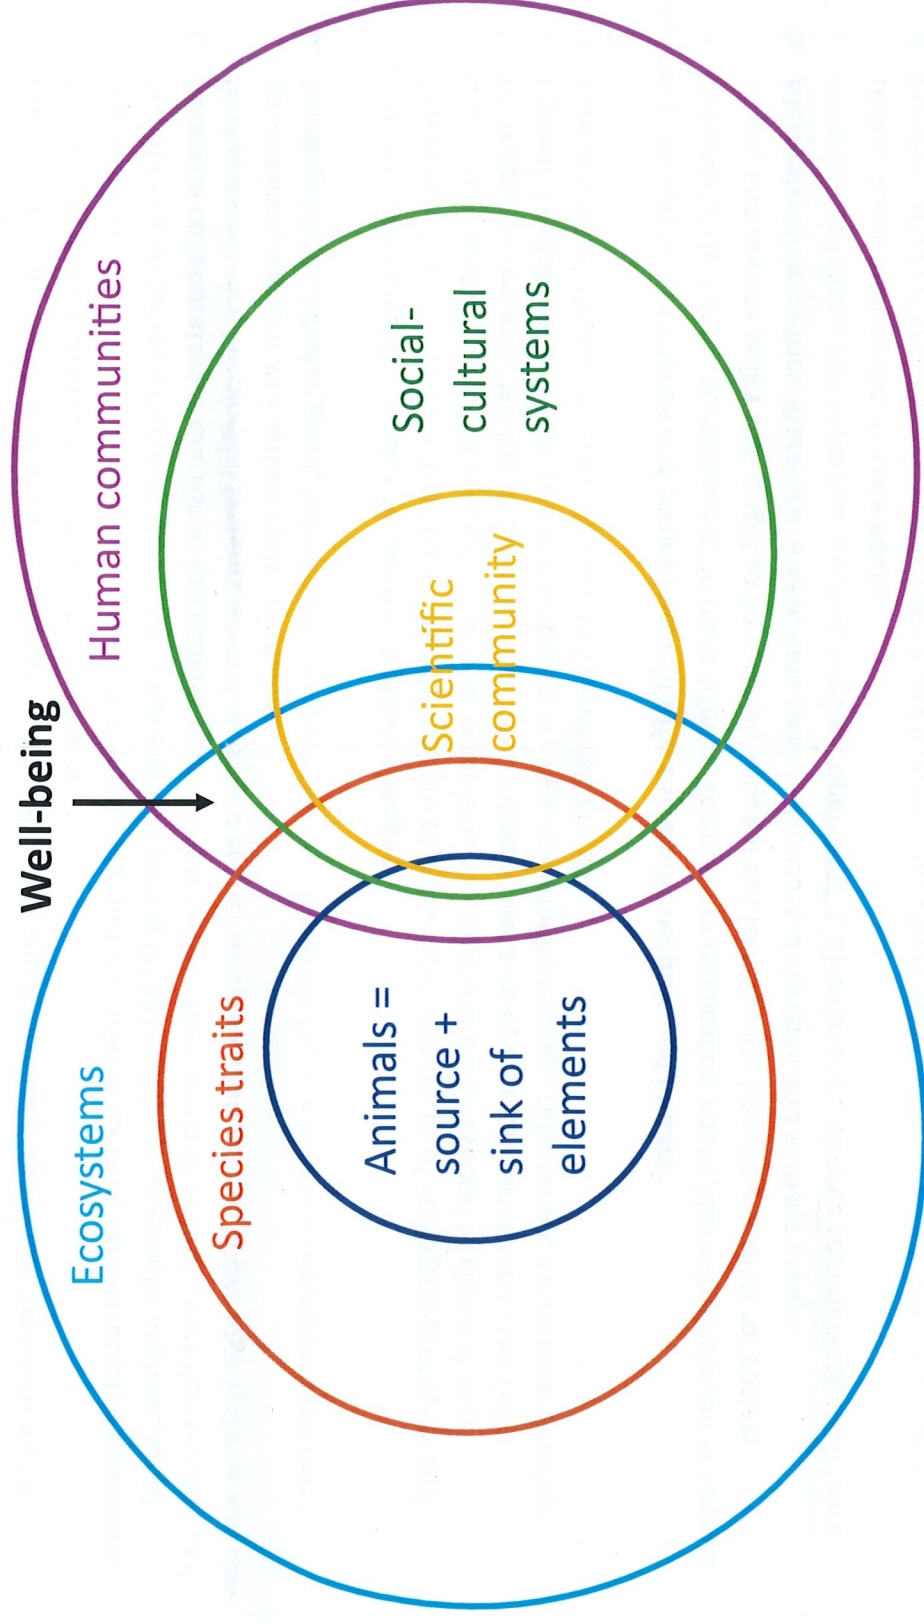 Well-being
Ecosystems
Species traits
Animals =
source +
sink of
elements
Human communities
Social-
cultural
systems
Scientific
community